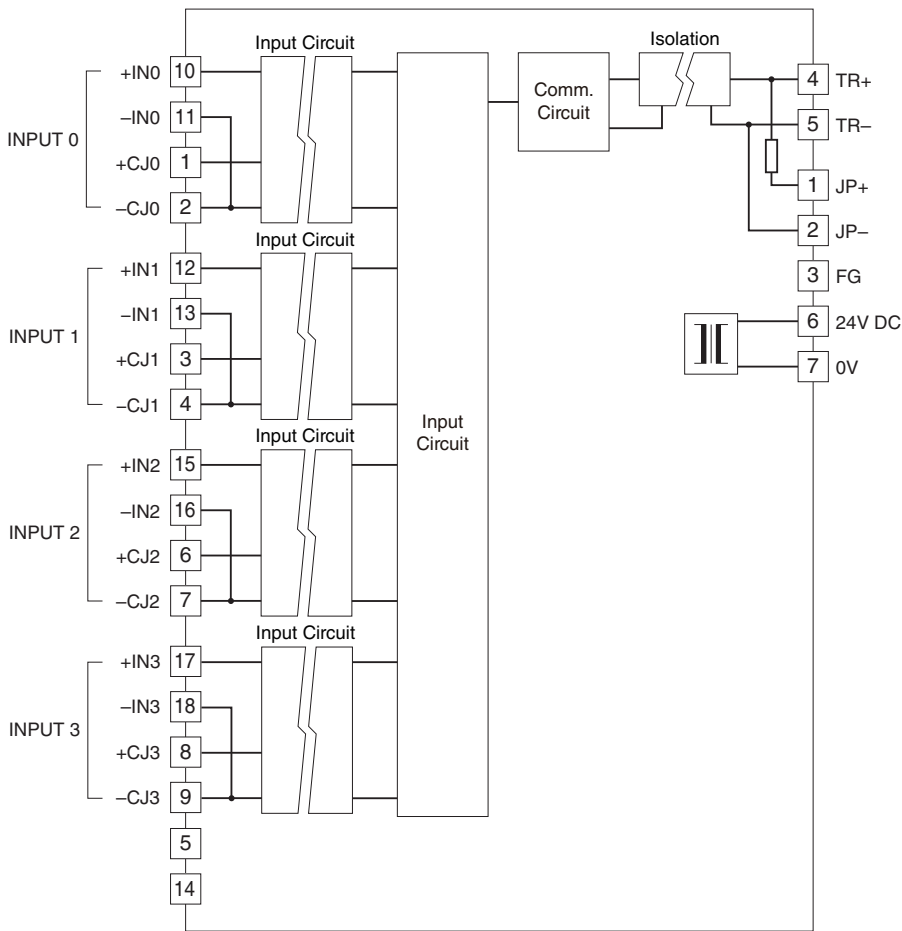 Input Circuit
Isolation
+IN0 10
–IN0 11
INPUT 0
+CJ0 1
–CJ0 2
Comm.
Circuit
4 TR+
5 TR–
1 JP+
2 JP–
3 FG
6 24V DC
7 0V
Input Circuit
+IN1 12
–IN1 13
INPUT 1
+CJ1 3
–CJ1 4
Input
Circuit
Input Circuit
+IN2 15
–IN2 16
INPUT 2
+CJ2 6
–CJ2 7
Input Circuit
+IN3 17
–IN3 18
INPUT 3
+CJ3 8
–CJ3 9
5
14